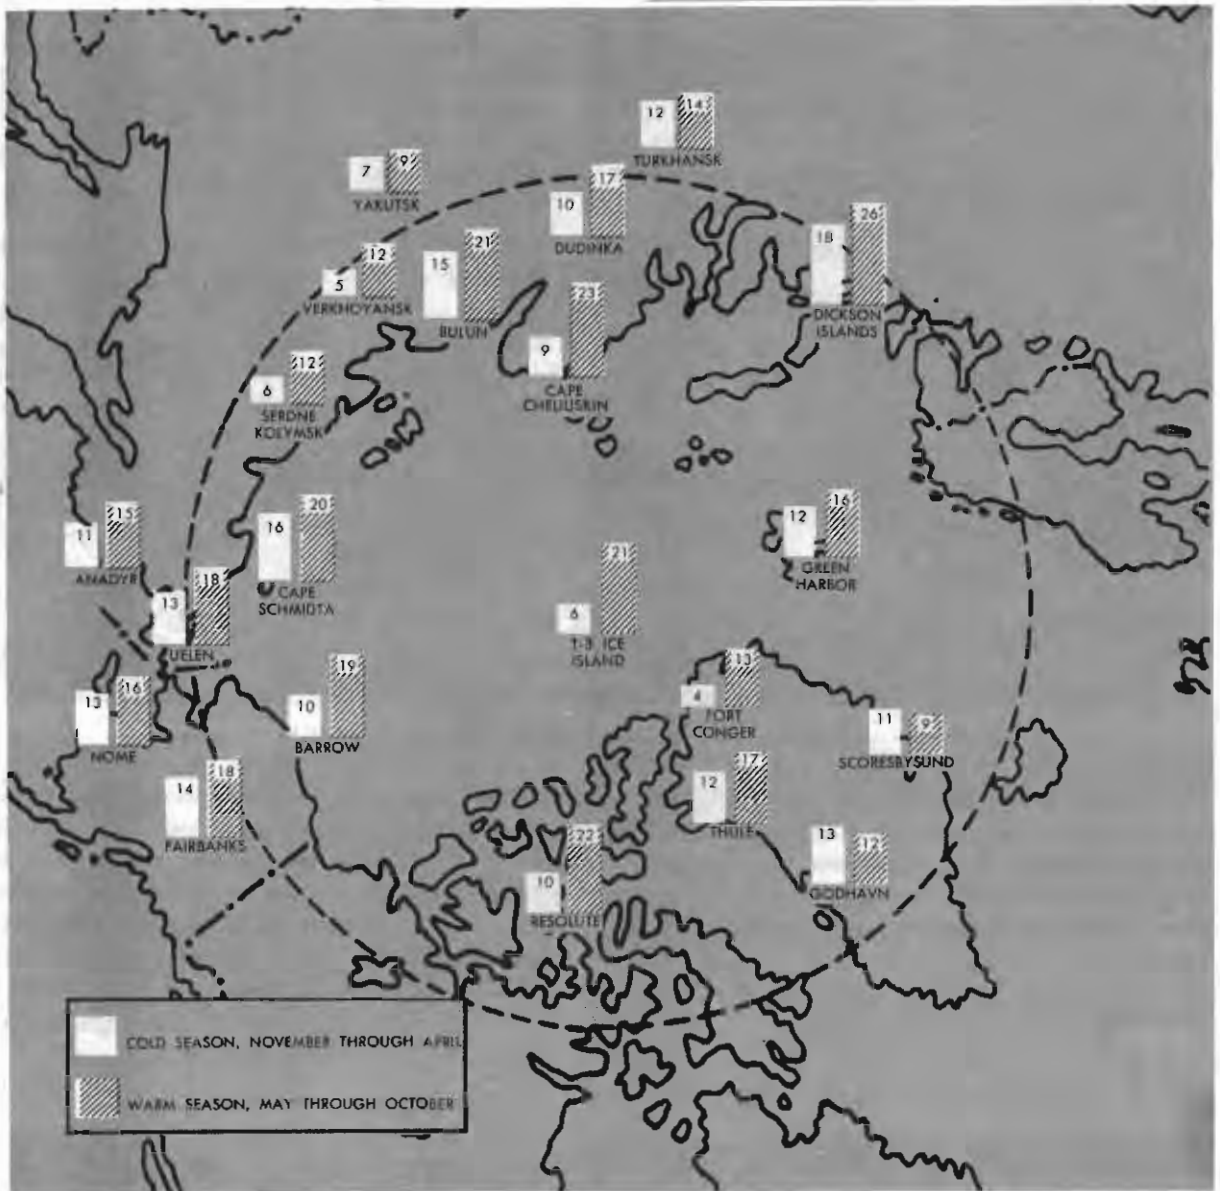 12 14
TURKHANSK
7 9
YAKUTSK
10 17
DUDINKA
18 26
DICKSON
ISLANDS
5 12
VERKHOYANSK
15 21
BULUN
9 23
CAPE
CHELIUSKIN
6 12
SERDNE
KOLYMSK
11 15
ANADYR
16 20
CAPE
SCHMIDTA
12 16
GREEN
HARBOR
13 18
UELEN
6 21
T-3 ICE
ISLAND
13 16
NOME
10 19
BARROW
4 13
FORT
CONGER
11 9
SCORESBYSUND
14 18
FAIRBANKS
12 17
THULE
10 22
RESOLUTE
13 12
GODHAVN
COLD SEASON, NOVEMBER THROUGH APRIL
WARM SEASON, MAY THROUGH OCTOBER